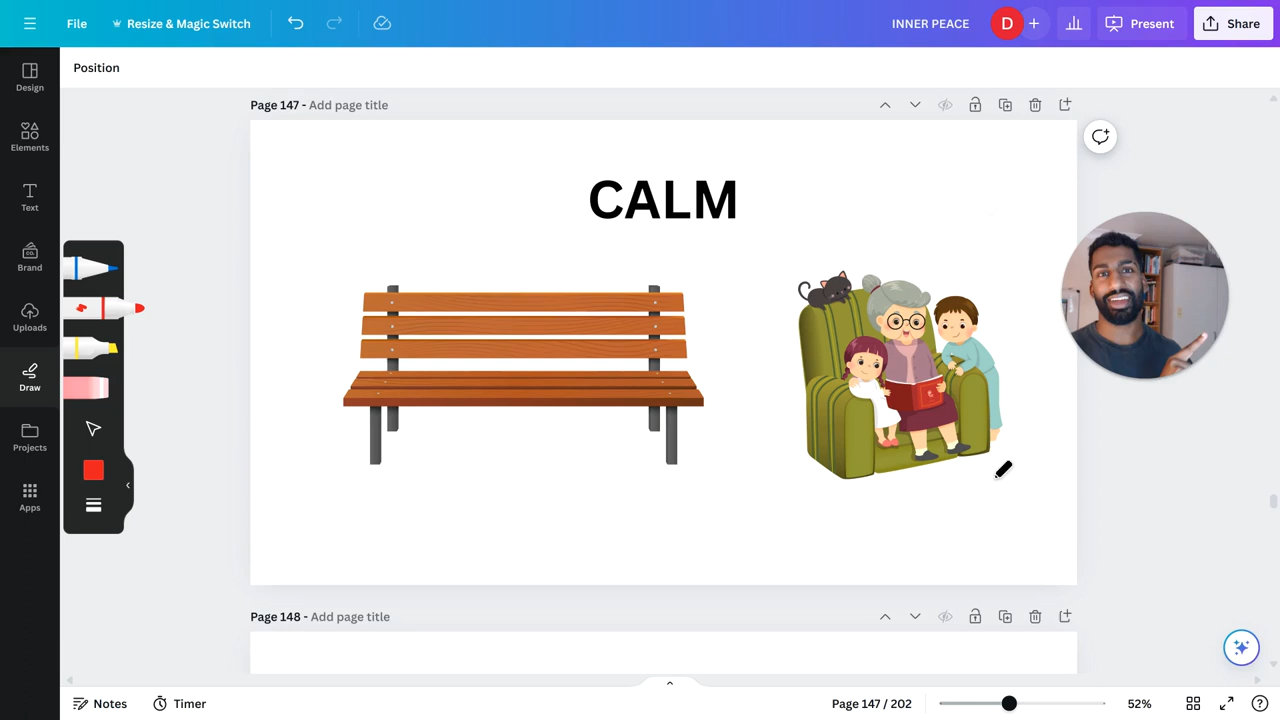 File
Resize & Magic Switch
INNER PEACE
D
Present
Share
Position
Design
Elements
Text
CO.
Brand
Uploads
Draw
Projects
Apps
Page 147 - Add page title
CALM
Page 148 - Add page title
Notes
Timer
Page 147 / 202
52%